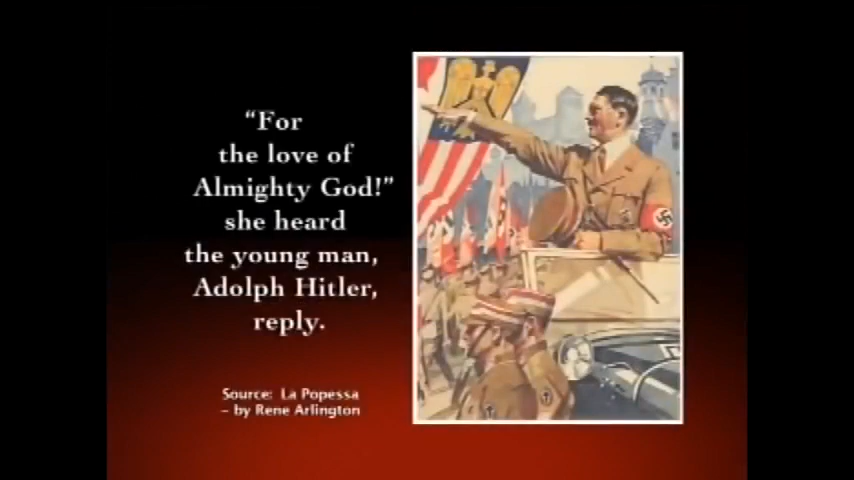 “For
the love of
Almighty God!”
she heard
the young man,
Adolph Hitler,
reply.
Source: La Popessa
– by Rene Arlington